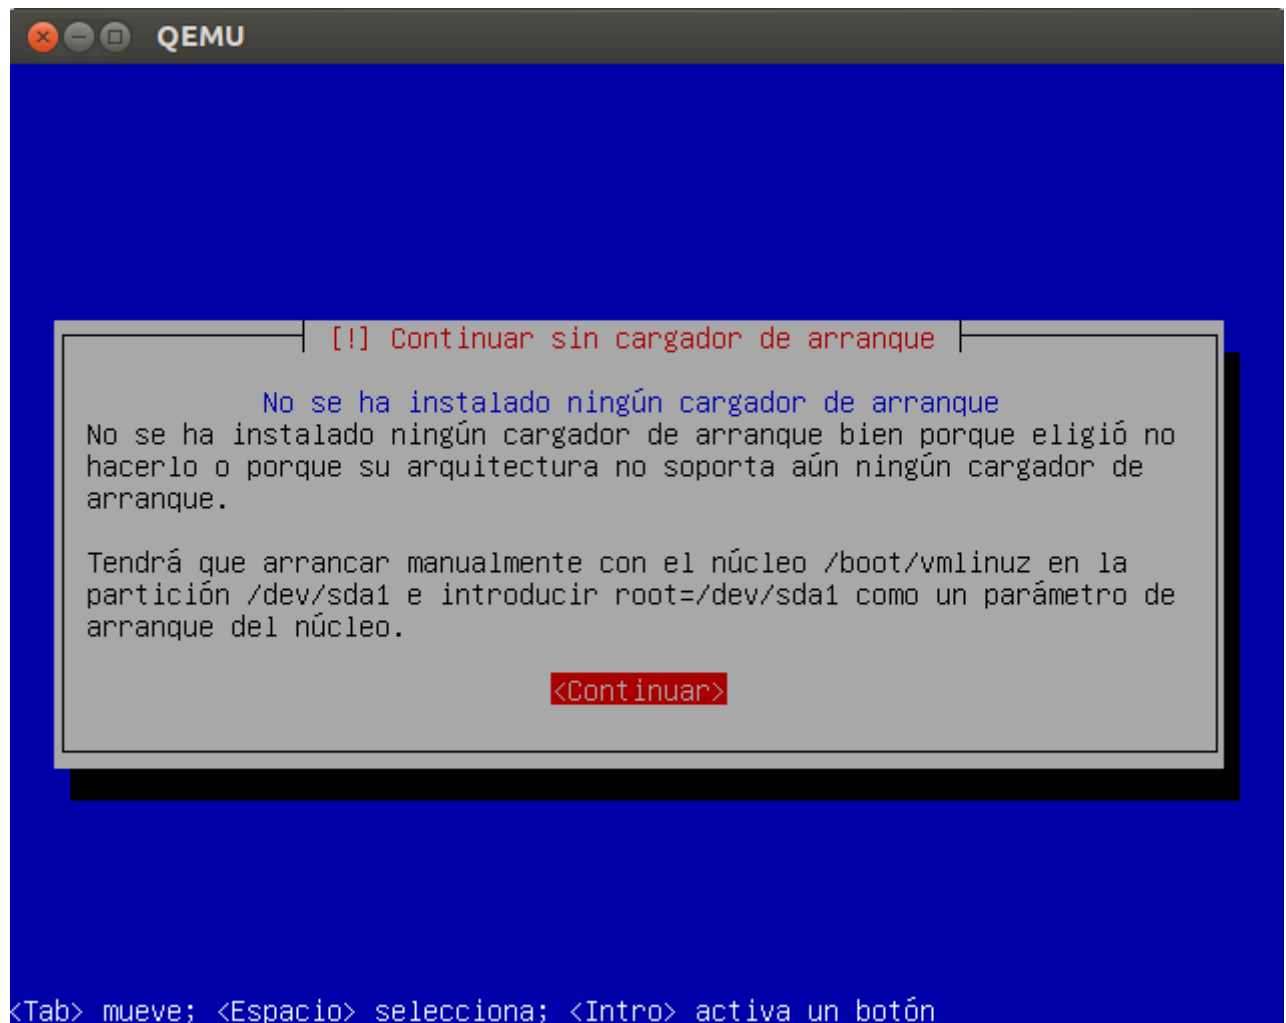 QEMU
[!] Continuar sin cargador de arranque
No se ha instalado ningún cargador de arranque
No se ha instalado ningún cargador de arranque bien porque eligió no
hacerlo o porque su arquitectura no soporta aún ningún cargador de
arranque.
Tendrá que arrancar manualmente con el núcleo /boot/vmlinuz en la
partición /dev/sda1 e introducir root=/dev/sda1 como un parámetro de
arranque del núcleo.
<Continuar>
<Tab> mueve; <Espacio> selecciona; <Intro> activa un botón